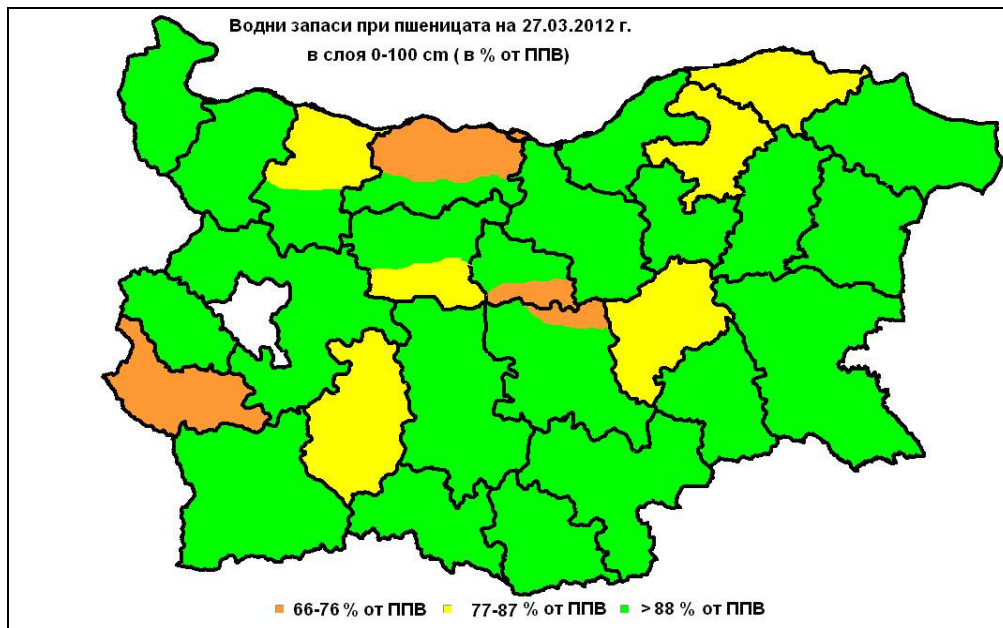 Водни запаси при пшеницата на 27.03.2012 г.
в слоя 0-100 cm ( в % от ППВ)
66-76 % от ППВ 77-87 % от ППВ > 88 % от ППВ